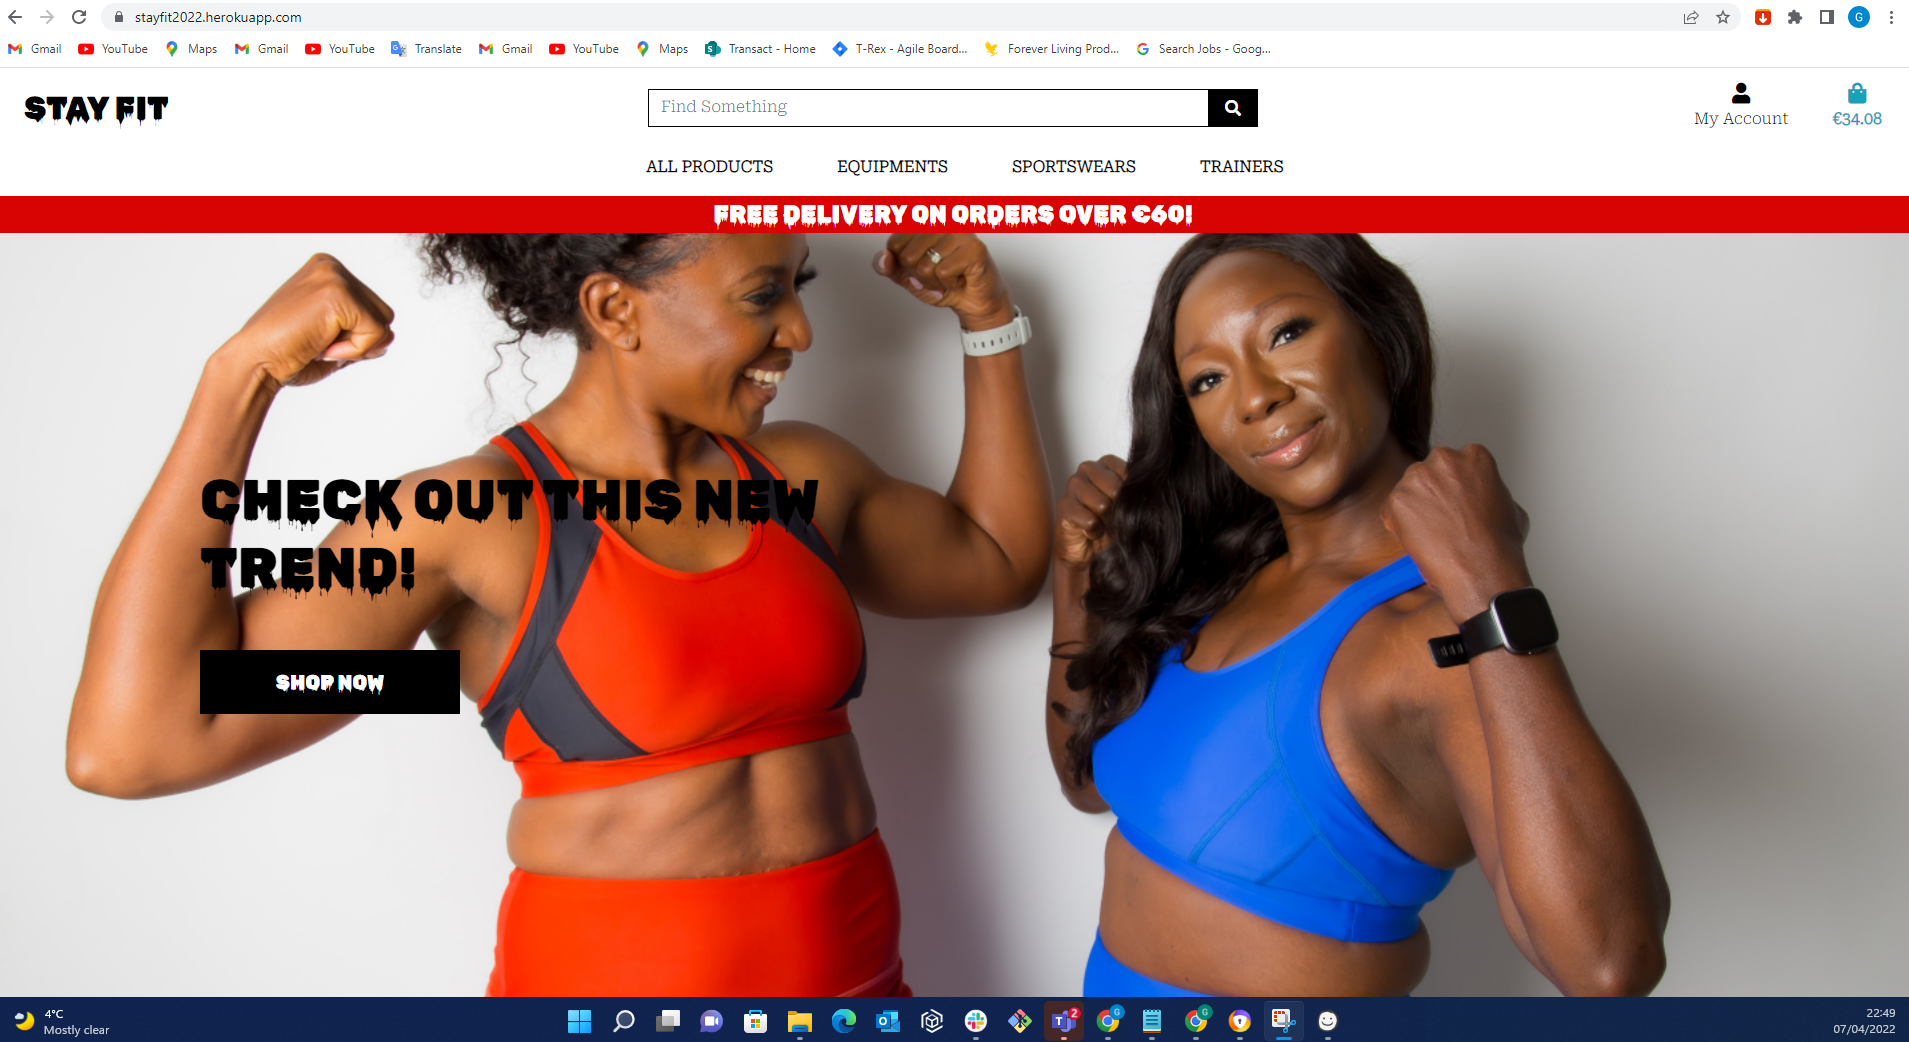 stayfit2022.herokuapp.com
G
Gmail YouTube Maps Gmail YouTube Translate Gmail YouTube Maps Transact - Home T-Rex - Agile Board... Forever Living Prod... Search Jobs - Goog...
STAY FIT
Find Something
My Account
€34.08
ALL PRODUCTS EQUIPMENTS SPORTSWEARS TRAINERS
FREE DELIVERY ON ORDERS OVER €60!
CHECK OUT THIS NEW
TREND!
SHOP NOW
4°C
Mostly clear
2
G
G
22:49
07/04/2022